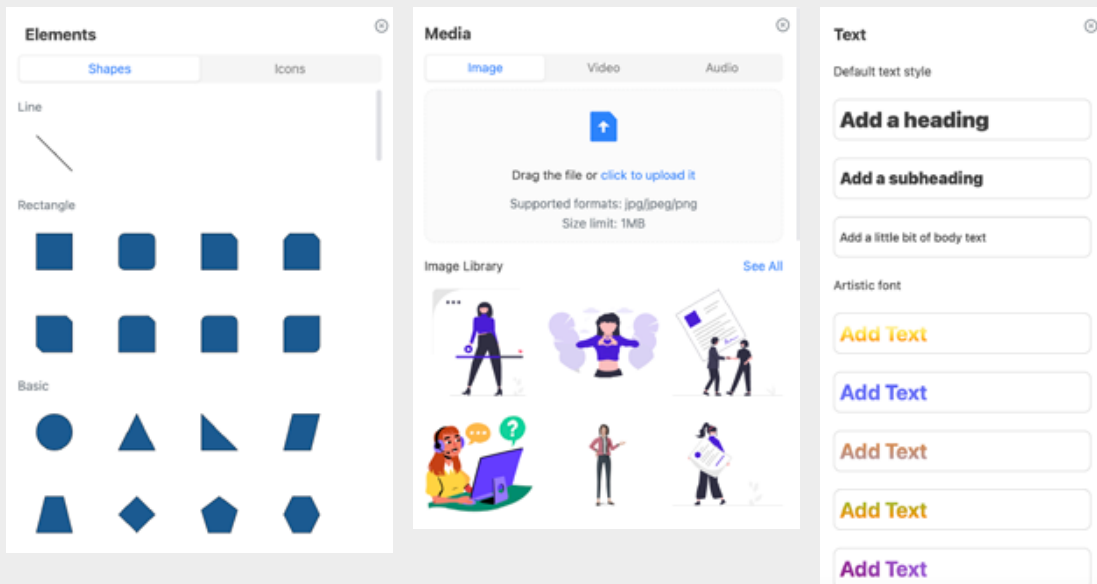 Elements
Shapes
Icons
Line
Rectangle
Basic
Media
Image
Video
Audio
Drag the file or click to upload it
Supported formats: jpg/jpeg/png
Size limit: 1MB
Image Library
See All
?
Text
Default text style
Add a heading
Add a subheading
Add a little bit of body text
Artistic font
Add Text
Add Text
Add Text
Add Text
Add Text